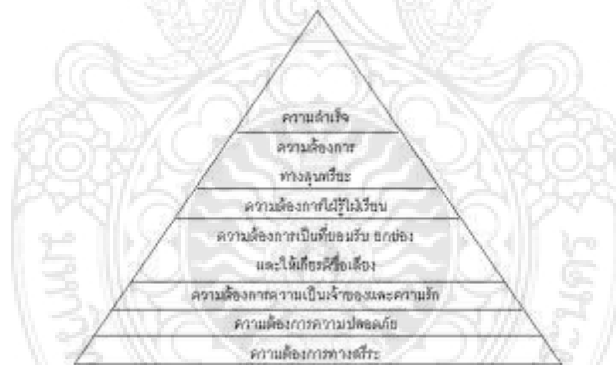 ความสำเร็จ
ความต้องการ
ทางสุนทรียะ
ความต้องการใฝ่รู้ใฝ่เรียน
ความต้องการเป็นที่ยอมรับ ยกย่อง
และให้เกียรติชื่อเสียง
ความต้องการความเป็นเจ้าของและความรัก
ความต้องการความปลอดภัย
ความต้องการทางสรีระ